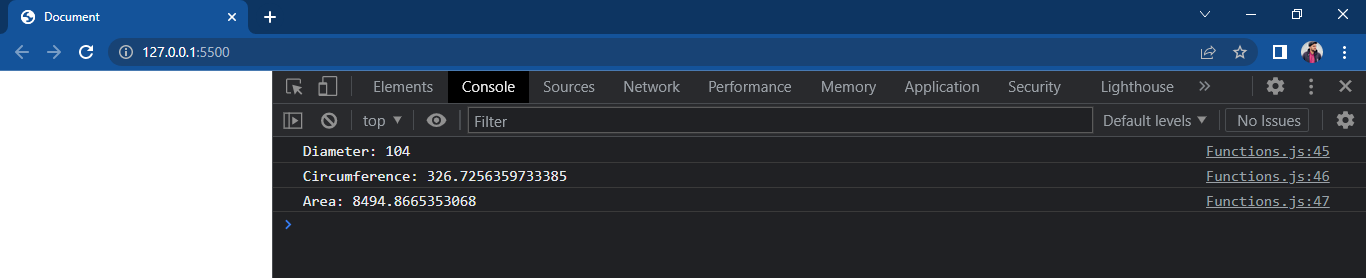 Document
127.0.0.1:5500
Elements Console Sources Network Performance Memory Application Security Lighthouse
top Filter Default levels No Issues
Diameter: 104 Functions.js:45
Circumference: 326.7256359733385 Functions.js:46
Area: 8494.8665353068 Functions.js:47